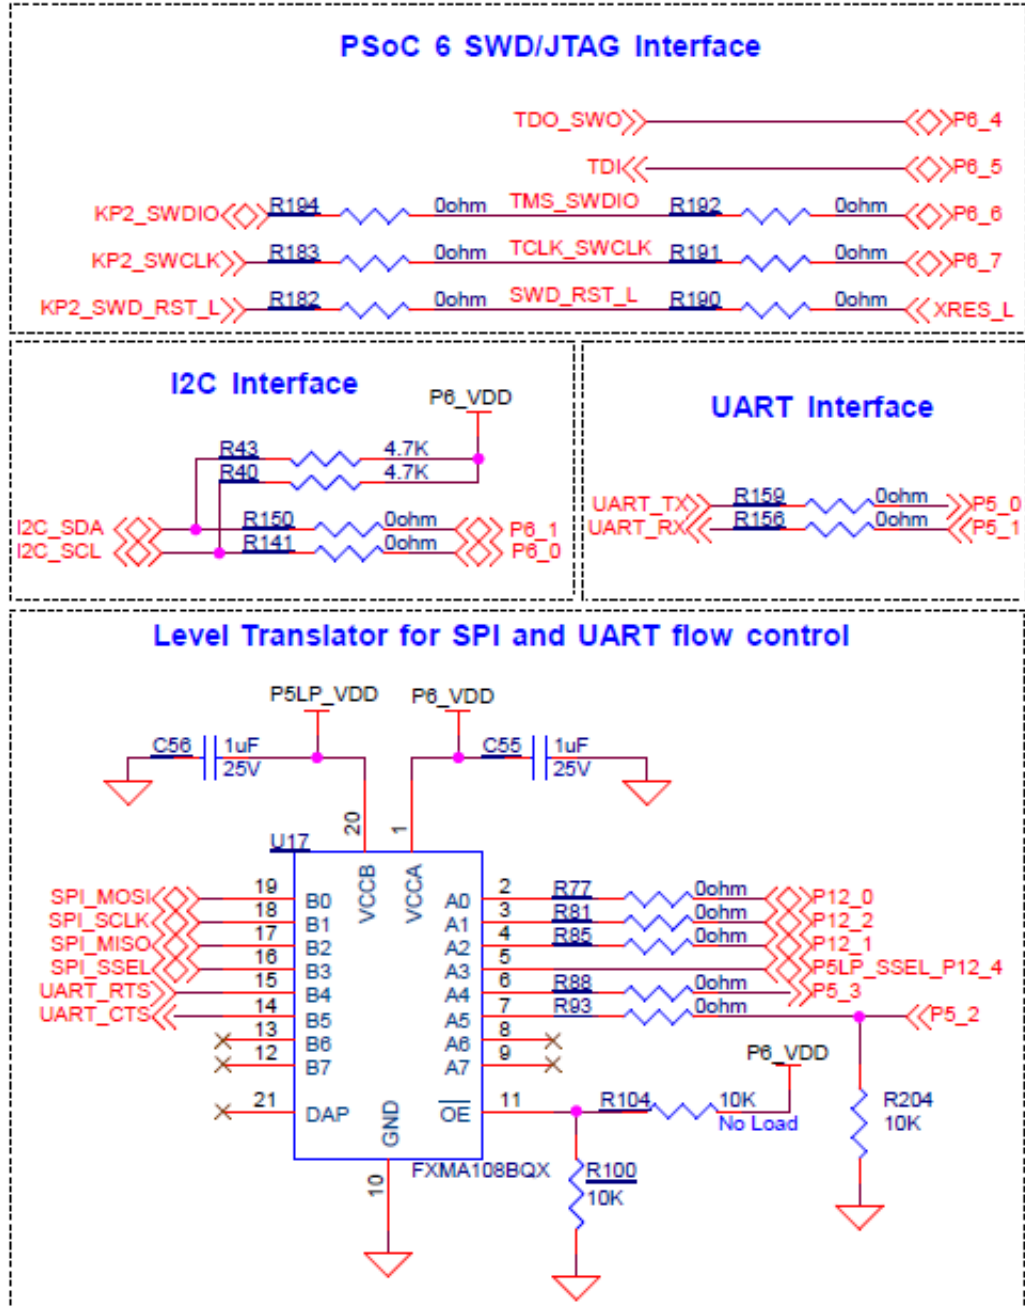 PSoC 6 SWD/JTAG Interface
TDO_SWO P6_4
TDI P6_5
KP2_SWDIO R194 0ohm TMS_SWDIO R192 0ohm P6_6
KP2_SWCLK R183 0ohm TCLK_SWCLK R191 0ohm P6_7
KP2_SWD_RST_L R182 0ohm SWD_RST_L R190 0ohm XRES_L
I2C Interface
P6_VDD
R43 4.7K
R40 4.7K
I2C_SDA R150 0ohm P6_1
I2C_SCL R141 0ohm P6_0
UART Interface
UART_TX R159 0ohm P5_0
UART_RX R156 0ohm P5_1
Level Translator for SPI and UART flow control
P5LP_VDD P6_VDD
C56 1uF C55 1uF
25V 25V
20 1
U17
VCCB VCCA
SPI_MOSI 19 B0 A0 2 R77 0ohm P12_0
SPI_SCLK 18 B1 A1 3 R81 0ohm P12_2
SPI_MISO 17 B2 A2 4 R85 0ohm P12_1
SPI_SSEL 16 B3 A3 5 P5LP_SSEL_P12_4
UART_RTS 15 B4 A4 6 R88 0ohm P5_3
UART_CTS 14 B5 A5 7 R93 0ohm P5_2
13 B6 A6 8
12 B7 A7 9
P6_VDD
21 DAP GND OE 11 R104 10K
No Load
R204
10K
FXMA108BQX
10
R100
10K